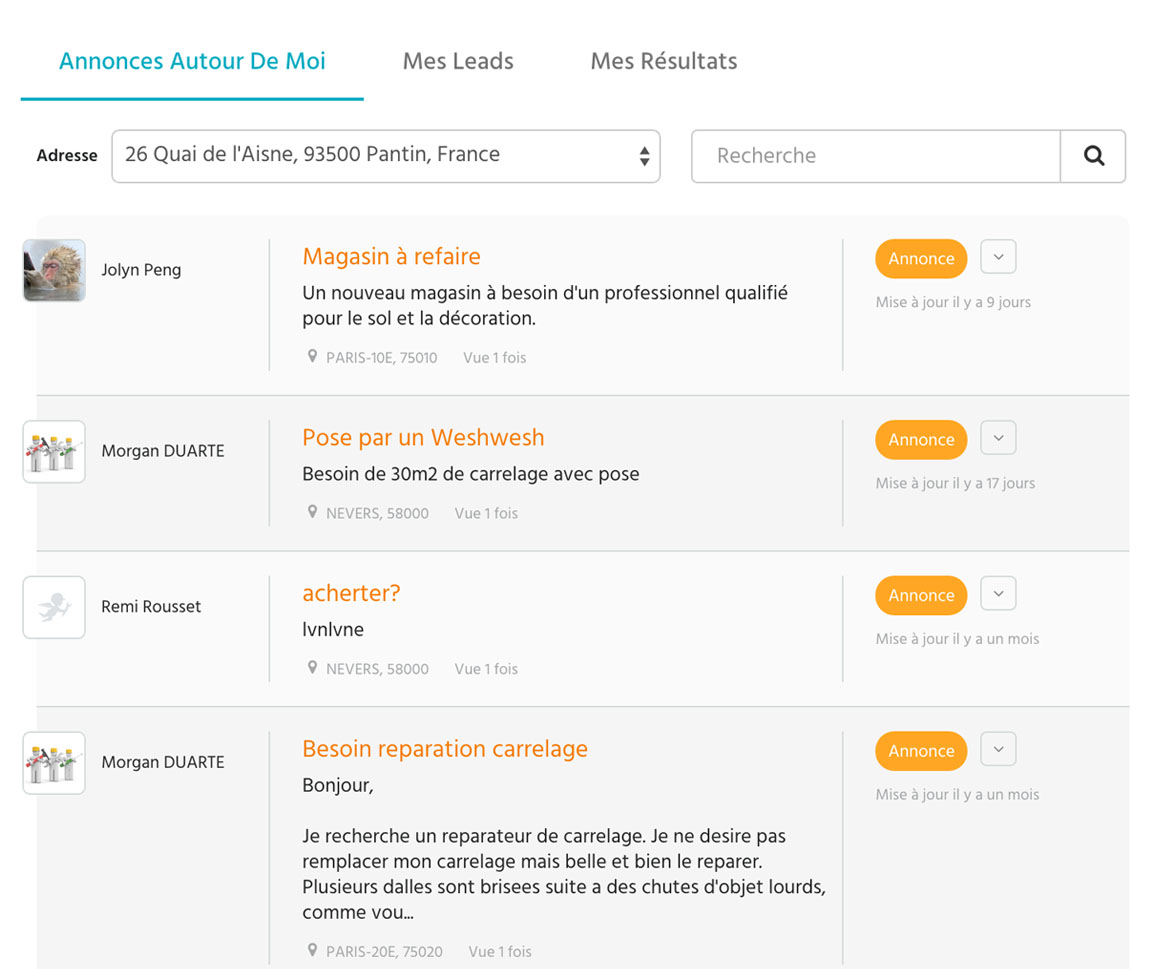 Annonces Autour De Moi
Mes Leads
Mes Résultats
Adresse
26 Quai de l'Aisne, 93500 Pantin, France
Recherche
Jolyn Peng
Magasin à refaire
Un nouveau magasin à besoin d'un professionnel qualifié
pour le sol et la décoration.
PARIS-10E, 75010
Vue 1 fois
Annonce
Mise à jour il y a 9 jours
Morgan DUARTE
Pose par un Weshwesh
Besoin de 30m2 de carrelage avec pose
NEVERS, 58000
Vue 1 fois
Annonce
Mise à jour il y a 17 jours
Remi Rousset
acherter?
lvnlvne
NEVERS, 58000
Vue 1 fois
Annonce
Mise à jour il y a un mois
Morgan DUARTE
Besoin reparation carrelage
Bonjour,
Je recherche un reparateur de carrelage. Je ne desire pas
remplacer mon carrelage mais belle et bien le reparer.
Plusieurs dalles sont brisees suite a des chutes d'objet lourds,
comme vou...
PARIS-20E, 75020
Vue 1 fois
Annonce
Mise à jour il y a un mois